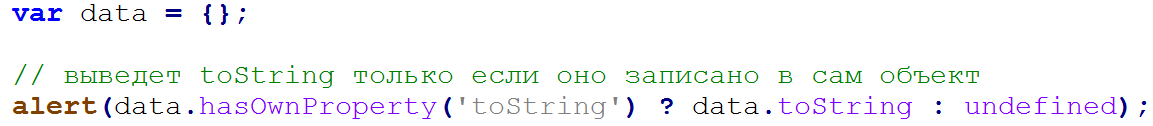 var data = {};
// выведет toString только если оно записано в сам объект
alert(data.hasOwnProperty('toString') ? data.toString : undefined);